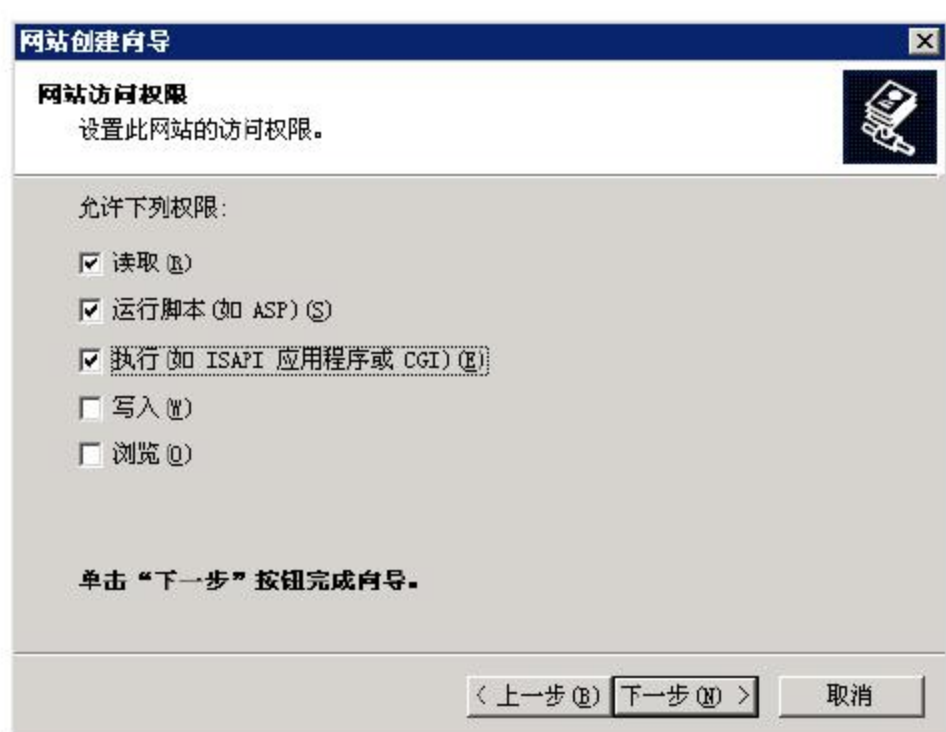 网站创建向导
网站访问权限
设置此网站的访问权限。
允许下列权限:
读取(R)
运行脚本(如 ASP)(S)
执行(如 ISAPI 应用程序或 CGI)(E)
写入(W)
浏览(O)
单击“下一步”按钮完成向导。
< 上一步(B) 下一步(N) > 取消